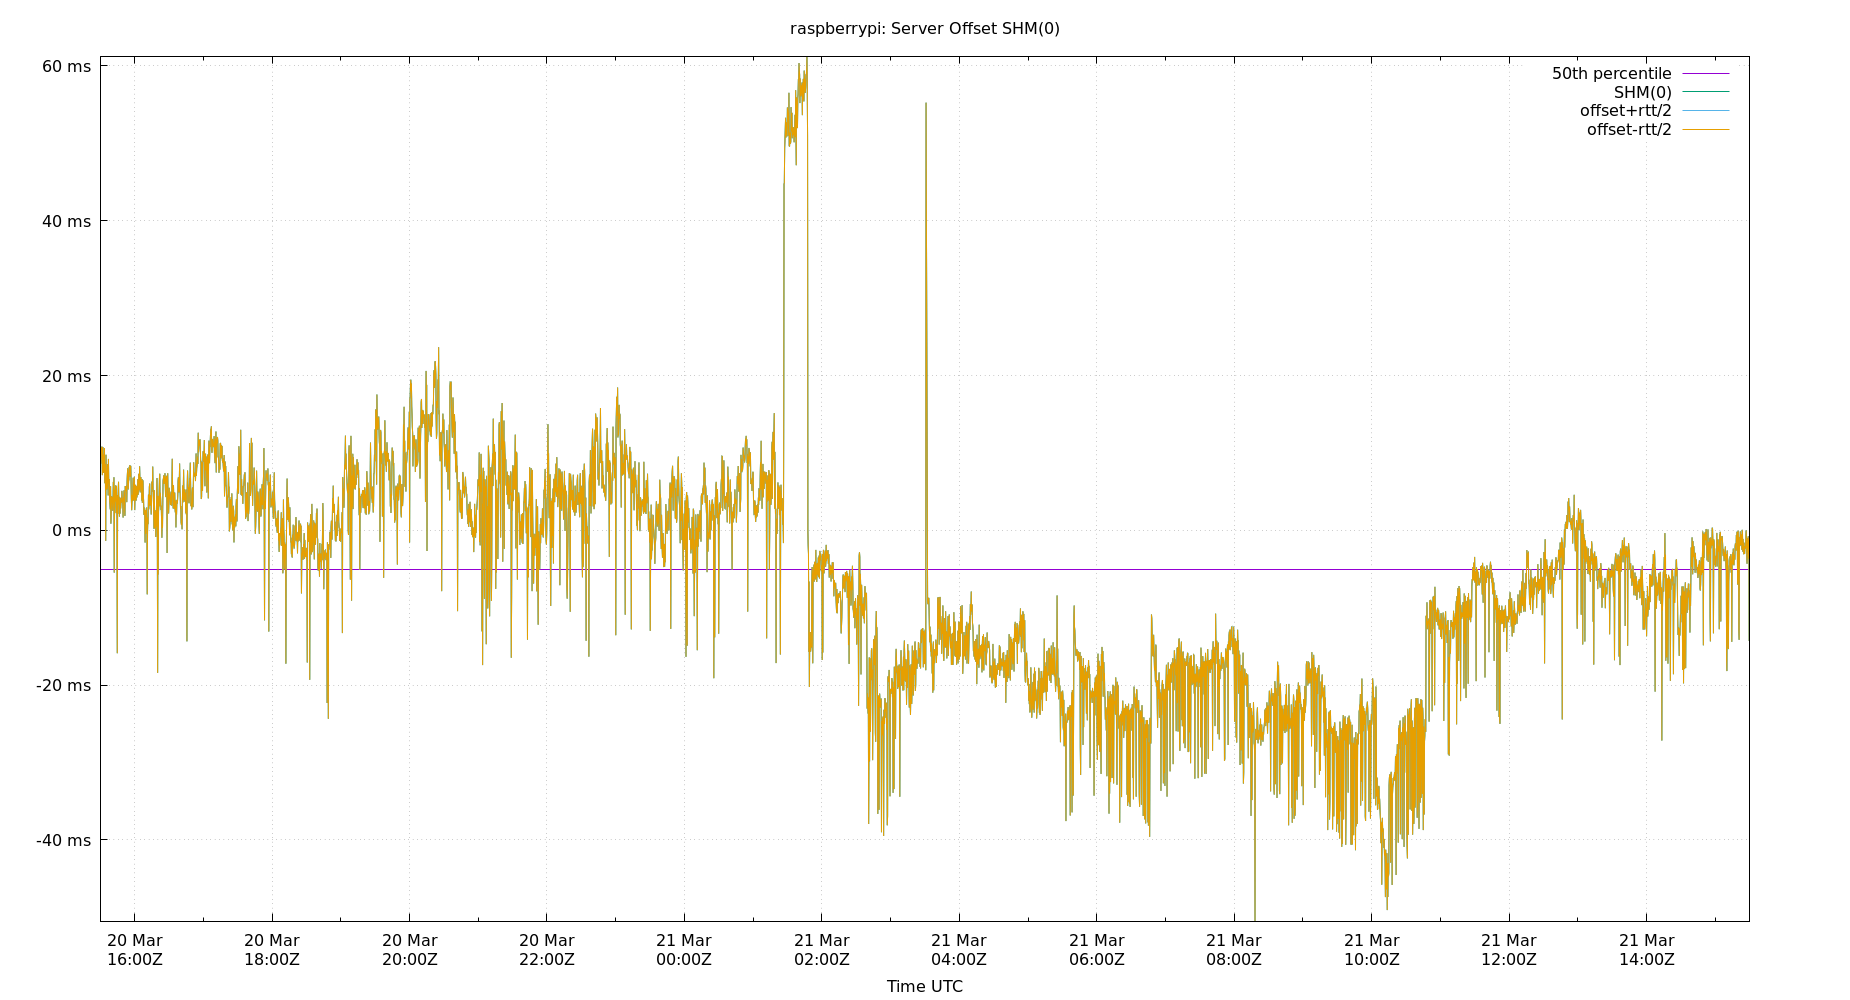 raspberrypi: Server Offset SHM(0)
60 ms
40 ms
20 ms
0 ms
-20 ms
-40 ms
50th percentile
SHM(0)
offset+rtt/2
offset-rtt/2
20 Mar 20 Mar 20 Mar 20 Mar 21 Mar 21 Mar 21 Mar 21 Mar 21 Mar 21 Mar 21 Mar 21 Mar
16:00Z 18:00Z 20:00Z 22:00Z 00:00Z 02:00Z 04:00Z 06:00Z 08:00Z 10:00Z 12:00Z 14:00Z
Time UTC